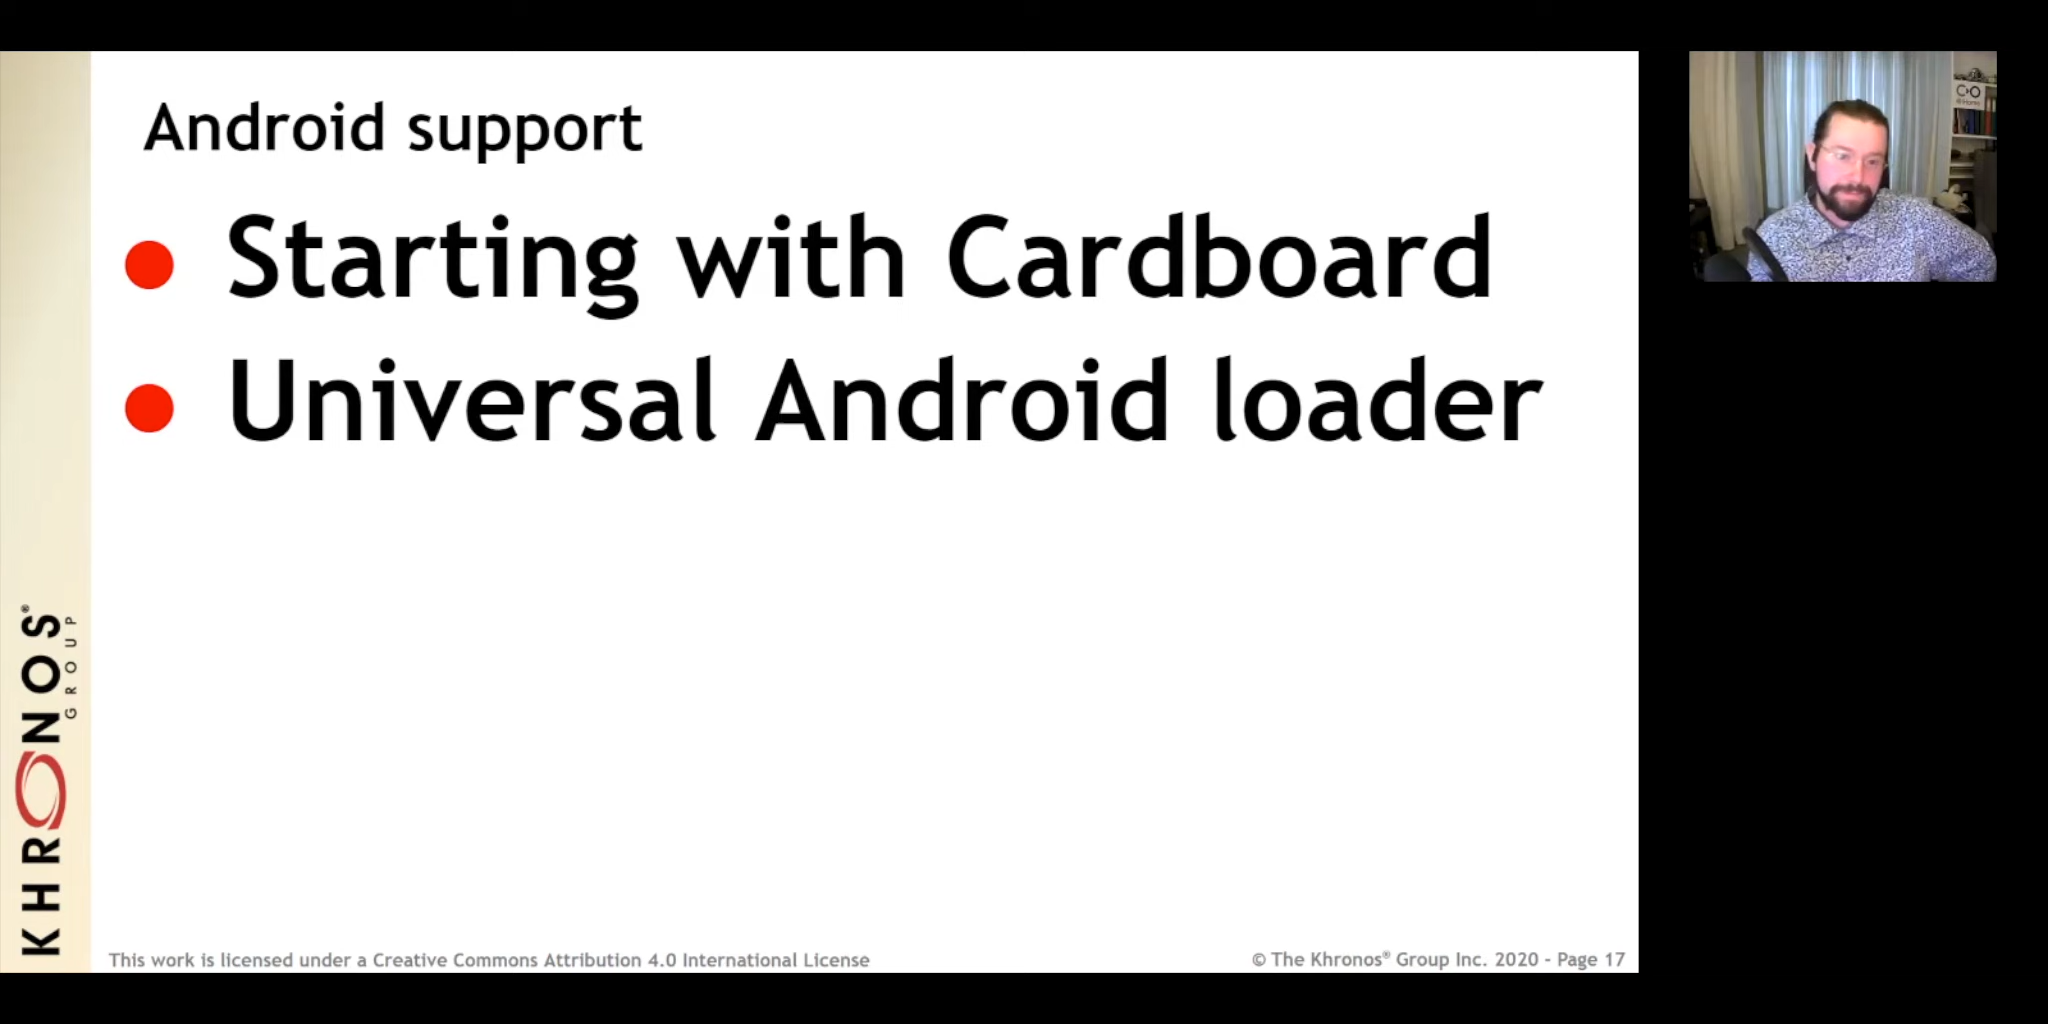 Android support
Starting with Cardboard
Universal Android loader
KHRONOS®
GROUP
This work is licensed under a Creative Commons Attribution 4.0 International License
© The Khronos® Group Inc. 2020 - Page 17